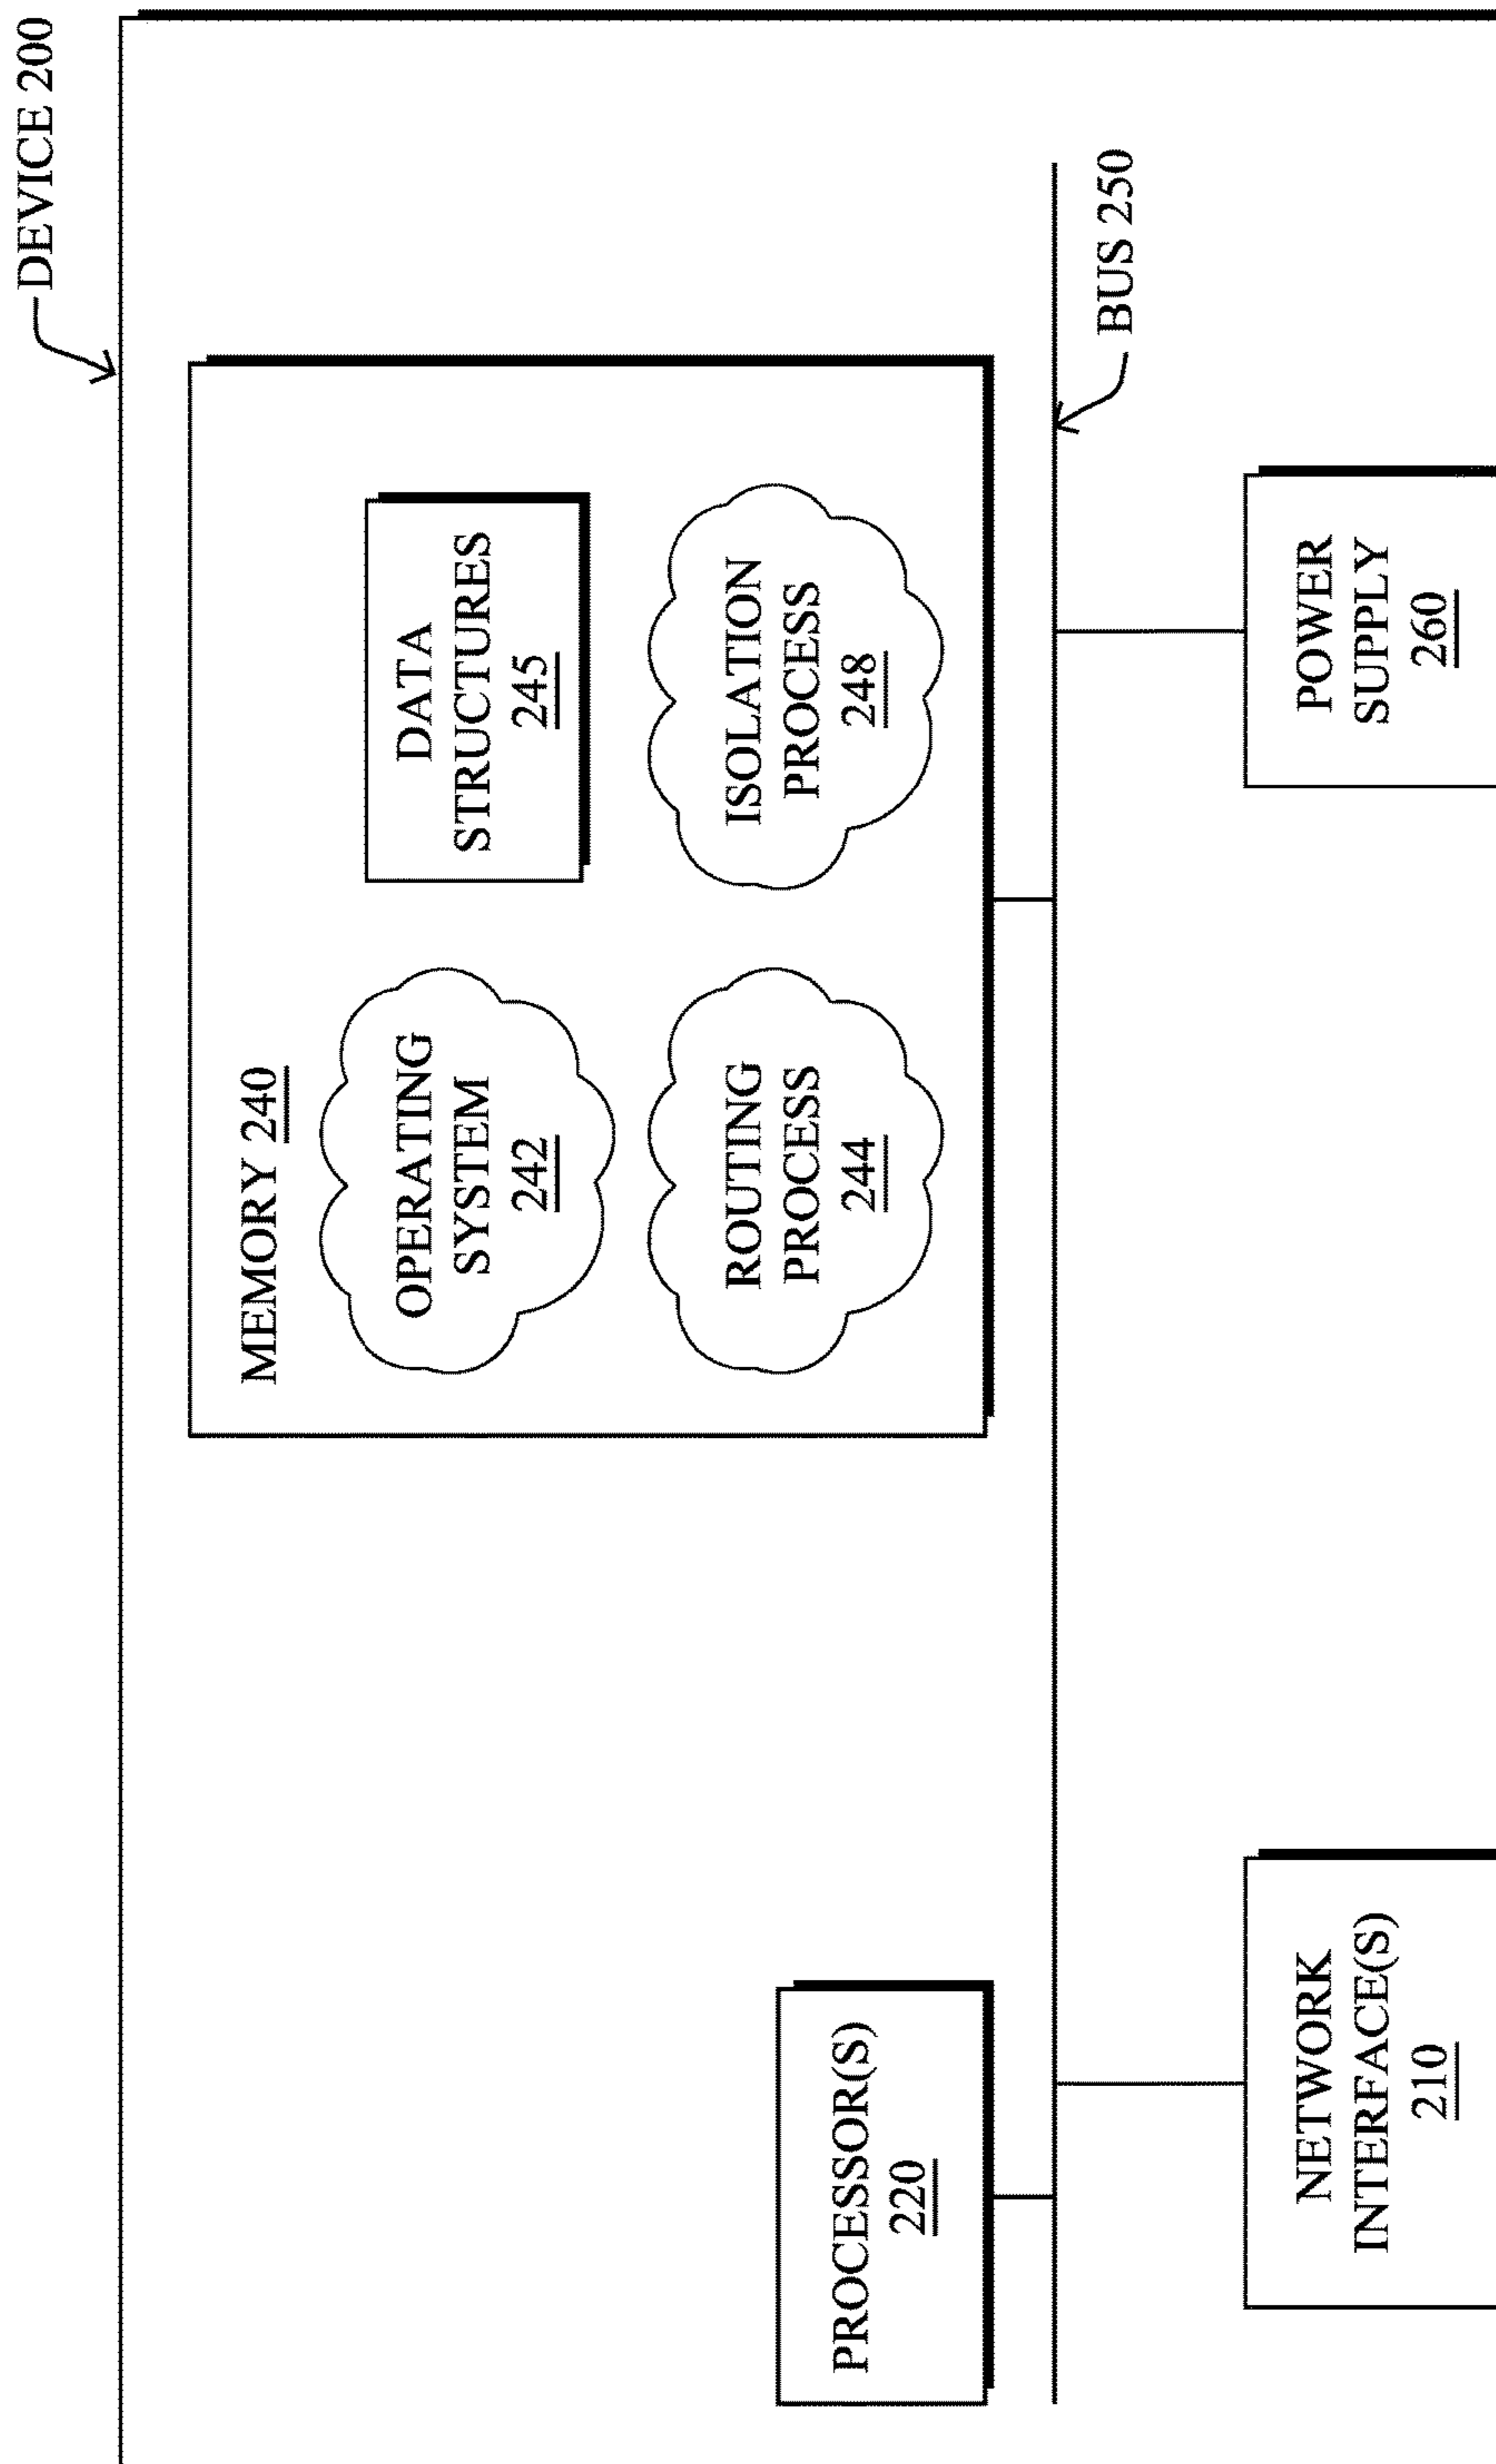 DEVICE 200
MEMORY 240
OPERATING
SYSTEM
242
DATA
STRUCTURES
245
ROUTING
PROCESS
244
ISOLATION
PROCESS
248
PROCESSOR(S)
220
BUS 250
NETWORK
INTERFACE(S)
210
POWER
SUPPLY
260